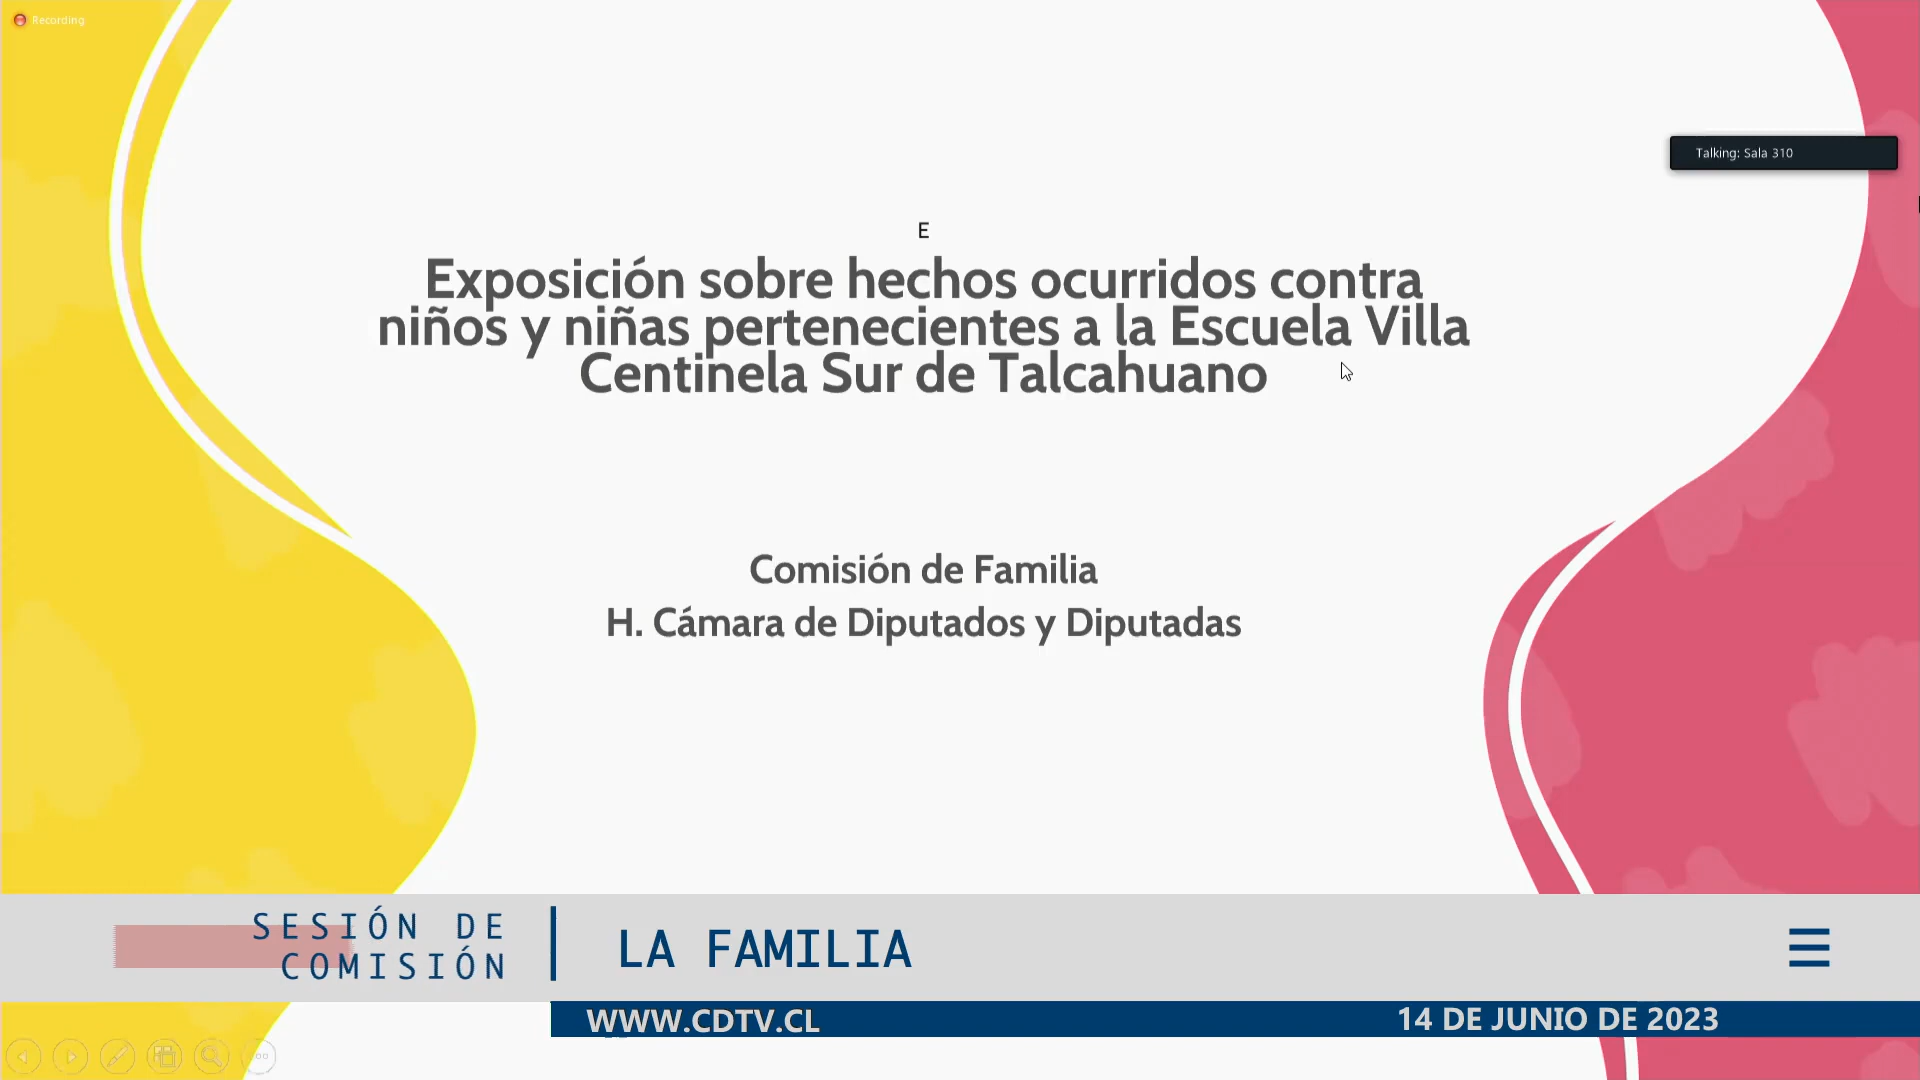 Recording
Talking: Sala 310
E
Exposición sobre hechos ocurridos contra
niños y niñas pertenecientes a la Escuela Villa
Centinela Sur de Talcahuano
Comisión de Familia
H. Cámara de Diputados y Diputadas
SESIÓN DE
COMISIÓN
LA FAMILIA
WWW.CDTV.CL
14 DE JUNIO DE 2023